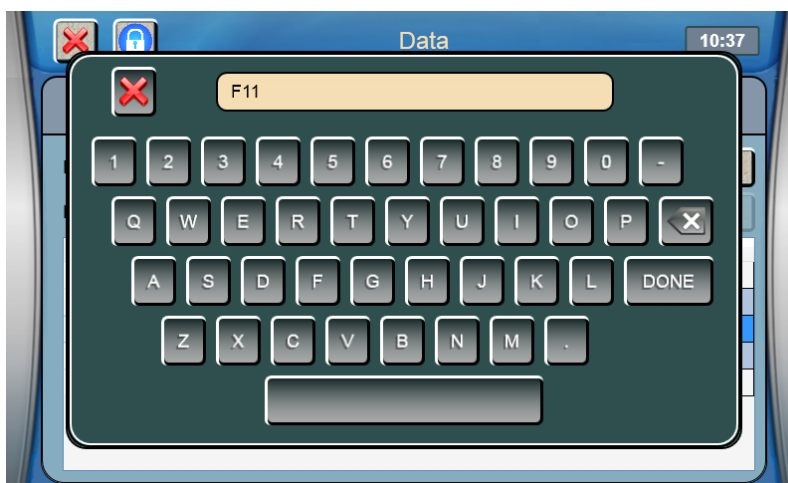 Data
10:37
F11
1 2 3 4 5 6 7 8 9 0 -
Q W E R T Y U I O P
A S D F G H J K L DONE
Z X C V B N M .